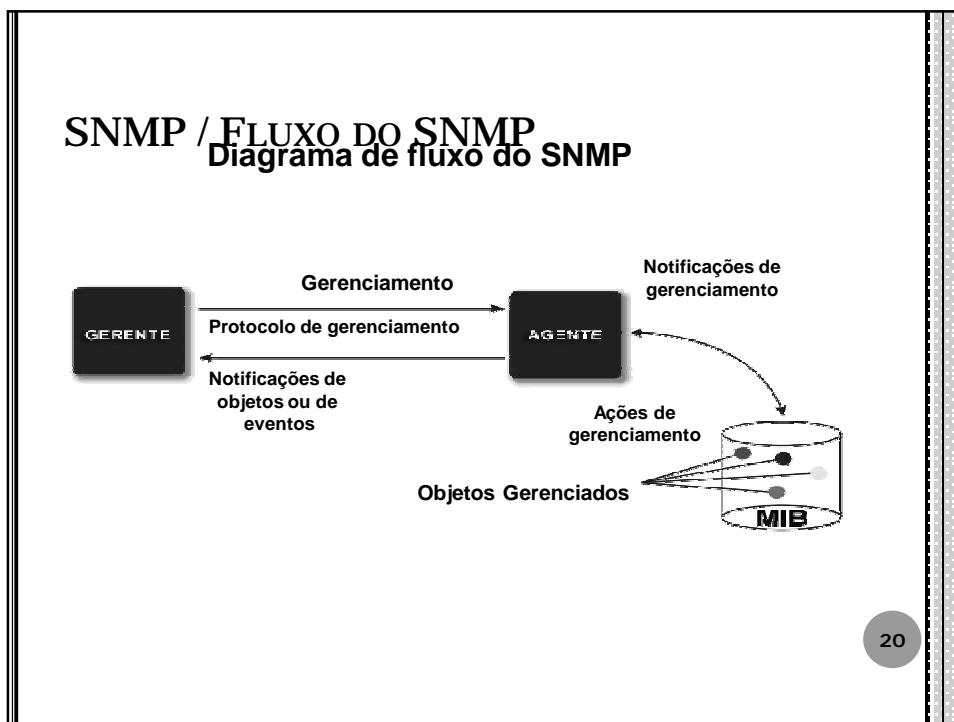 SNMP / FLUXO DO SNMP
Diagrama de fluxo do SNMP
Gerenciamento
Notificações de
gerenciamento
GERENTE
Protocolo de gerenciamento
AGENTE
Notificações de
objetos ou de
eventos
Ações de
gerenciamento
Objetos Gerenciados
MIB
20